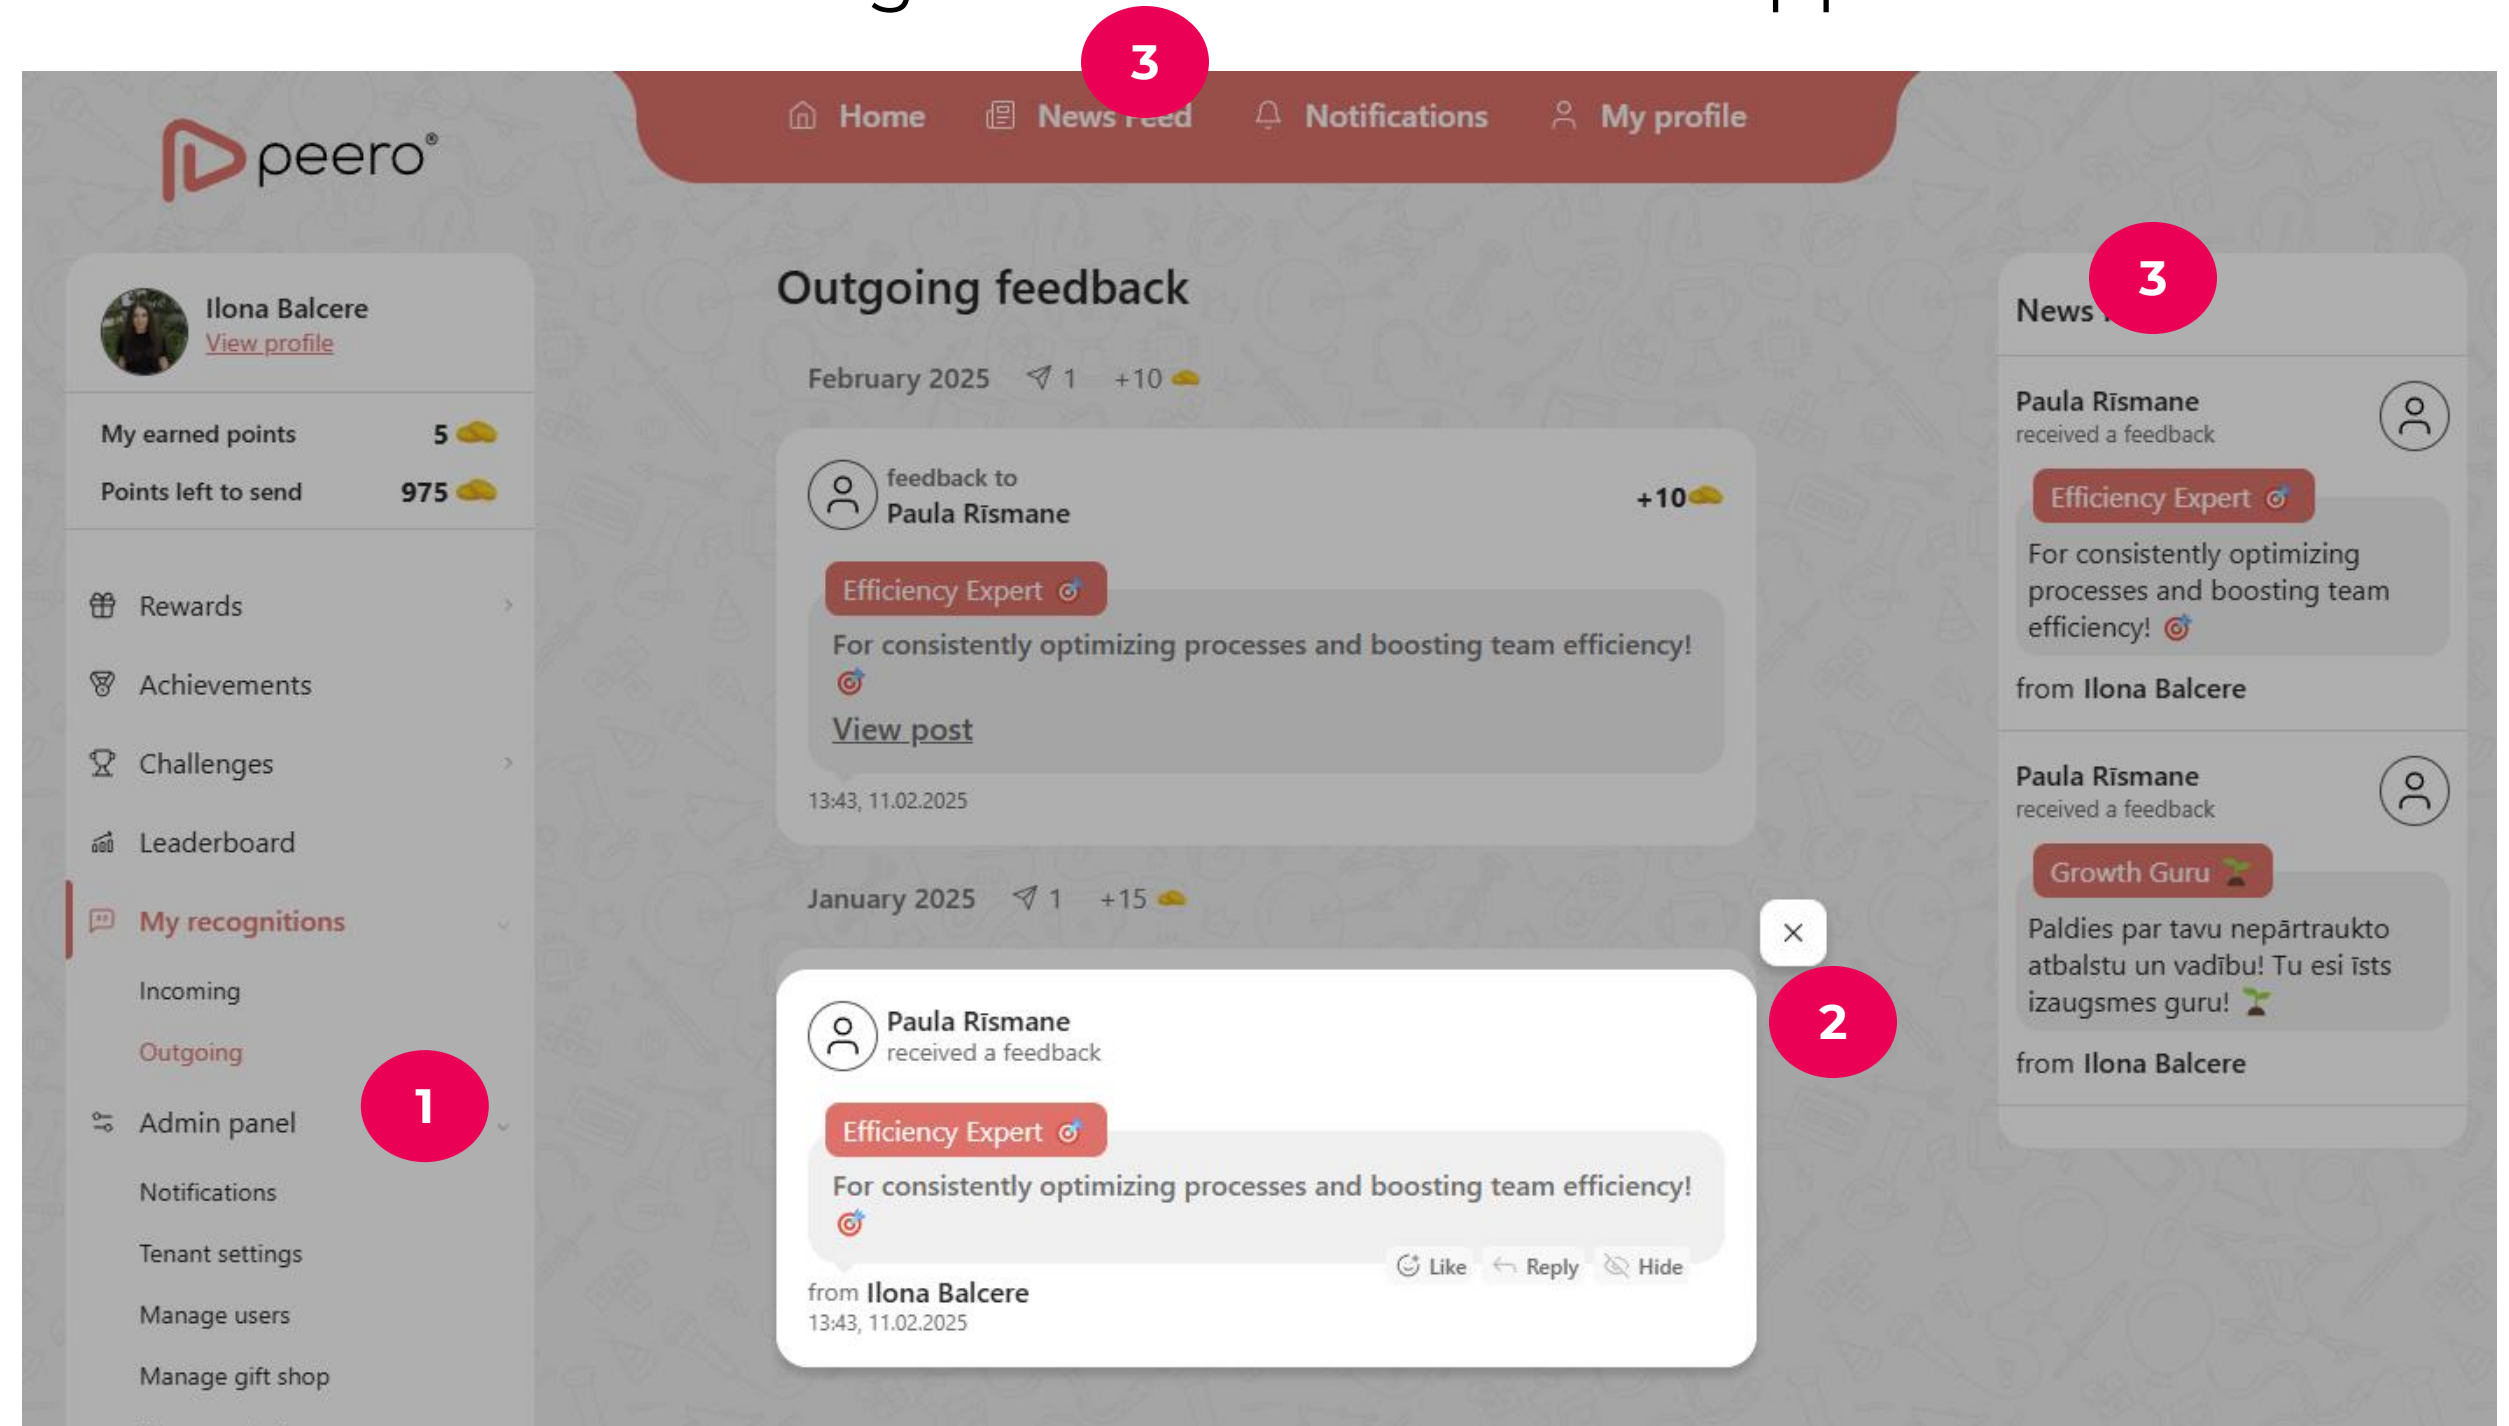 3
Home
News Feed
Notifications
My profile
peero®
Ilona Balcere
View profile
My earned points 5
Points left to send 975
Rewards
Achievements
Challenges
Leaderboard
My recognitions
Incoming
Outgoing
1
Admin panel
Notifications
Tenant settings
Manage users
Manage gift shop
Outgoing feedback
February 2025 1 +10
feedback to
Paula Rīsmane
+10
Efficiency Expert
For consistently optimizing processes and boosting team efficiency!
View post
13:43, 11.02.2025
January 2025 1 +15
2
Paula Rīsmane
received a feedback
Efficiency Expert
For consistently optimizing processes and boosting team efficiency!
Like Reply Hide
from Ilona Balcere
13:43, 11.02.2025
3
News
Paula Rīsmane
received a feedback
Efficiency Expert
For consistently optimizing
processes and boosting team
efficiency!
from Ilona Balcere
Paula Rīsmane
received a feedback
Growth Guru
Paldies par tavu nepārtraukto
atbalstu un vadību! Tu esi īsts
izaugsmes guru!
from Ilona Balcere